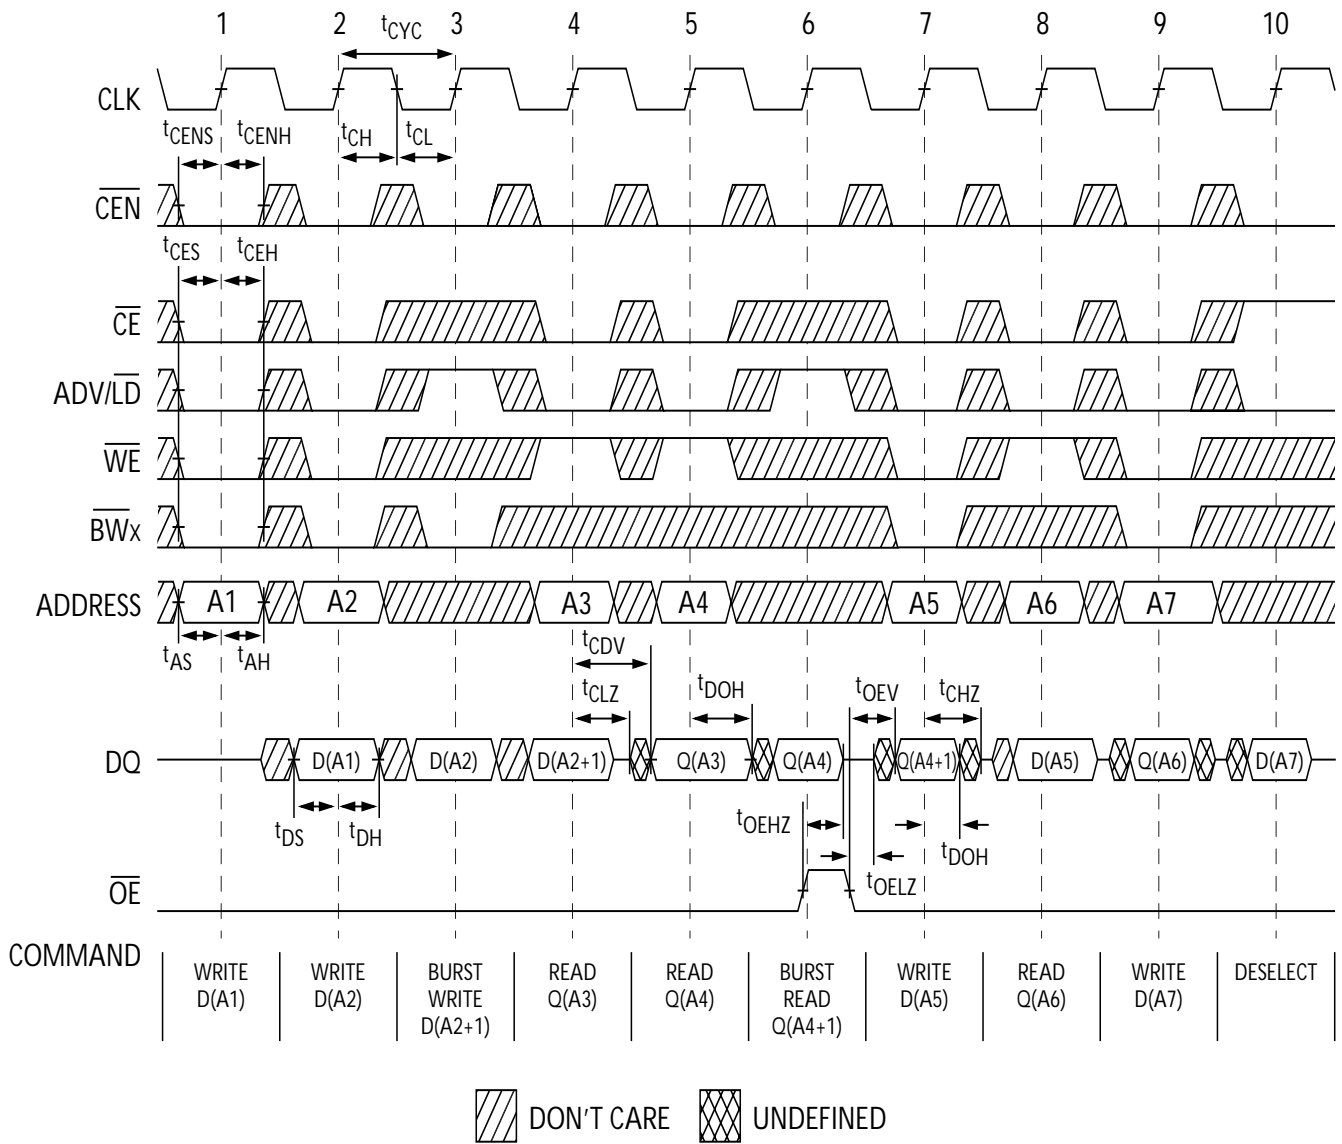 1 2 3 4 5 6 7 8 9 10
tCYC
CLK
tCENS tCENH tCH tCL
CEN
tCES tCEH
CE
ADV/LD
WE
BWx
ADDRESS A1 A2 A3 A4 A5 A6 A7
tAS tAH tCDV
tCLZ tDOH tOEV tCHZ
DQ D(A1) D(A2) D(A2+1) Q(A3) Q(A4) Q(A4+1) D(A5) Q(A6) D(A7)
tDS tDH tOEHZ tDOH
tOELZ
OE
COMMAND
WRITE WRITE BURST READ READ BURST WRITE READ WRITE DESELECT
D(A1) D(A2) WRITE Q(A3) Q(A4) READ D(A5) Q(A6) D(A7)
D(A2+1) Q(A4+1)
DON'T CARE UNDEFINED